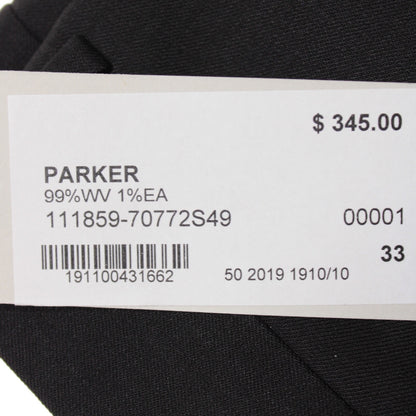 $ 345.00
PARKER
99%WV 1%EA
111859-70772S49 00001
33
191100431662 50 2019 1910/10